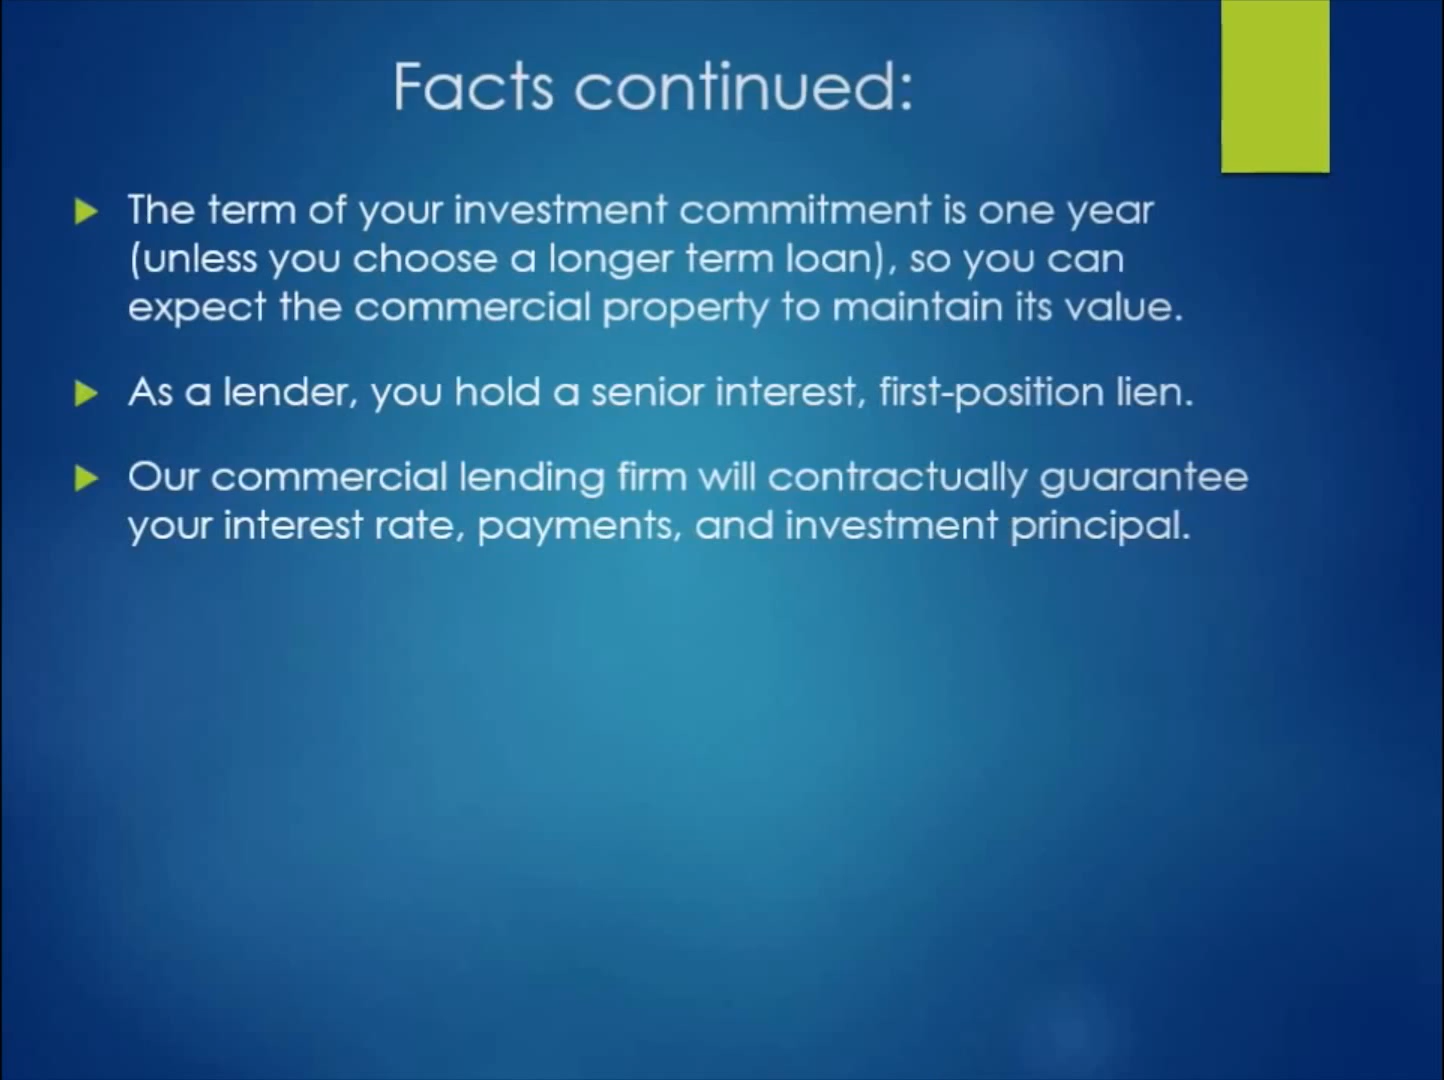 Facts continued:
The term of your investment commitment is one year
(unless you choose a longer term loan), so you can
expect the commercial property to maintain its value.
As a lender, you hold a senior interest, first-position lien.
Our commercial lending firm will contractually guarantee
your interest rate, payments, and investment principal.